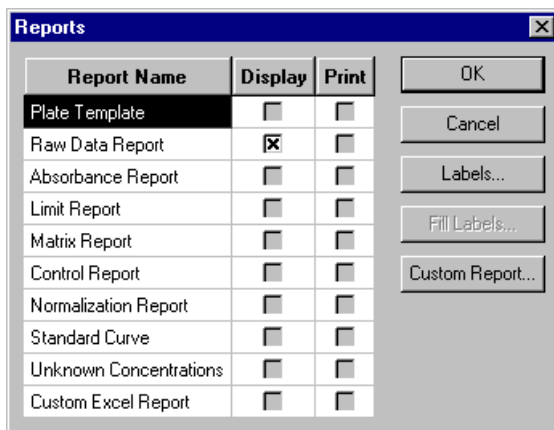 Reports
Report Name Display Print
Plate Template
Raw Data Report
Absorbance Report
Limit Report
Matrix Report
Control Report
Normalization Report
Standard Curve
Unknown Concentrations
Custom Excel Report
OK
Cancel
Labels...
Fill Labels...
Custom Report...